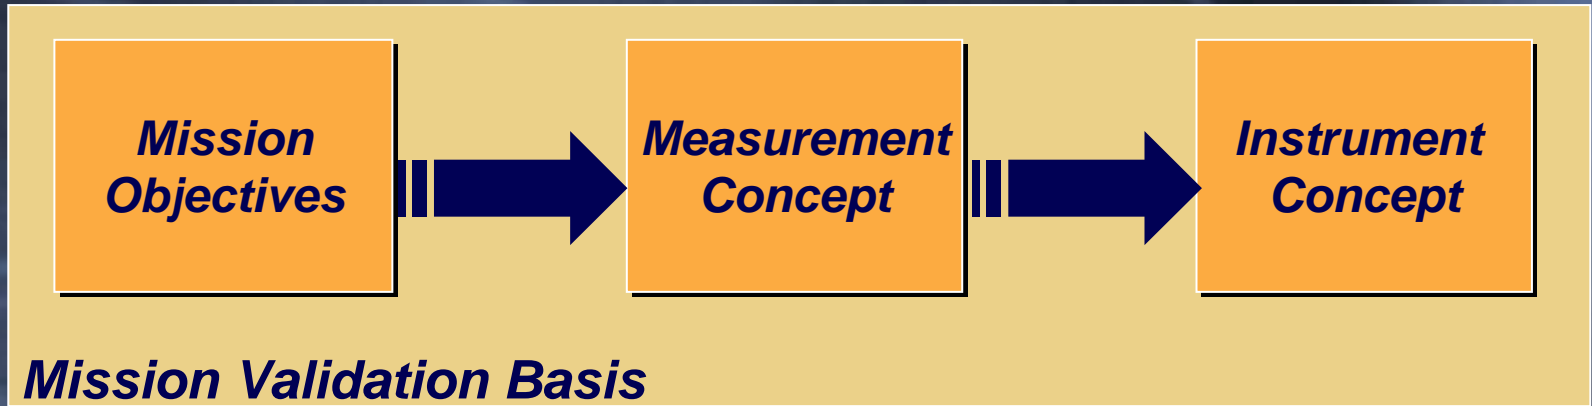 Mission
Objectives
Measurement
Concept
Instrument
Concept
Mission Validation Basis